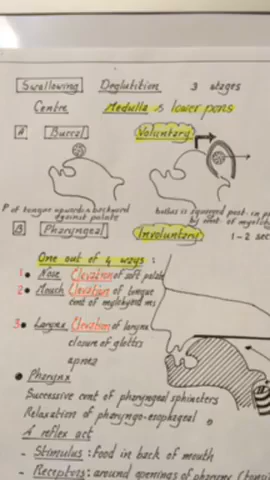 Swallowing Deglutition 3 stages
Centre Medulla & lower pons
A Buccal Voluntary
P of tongue upward & backward against palate
bolus is squeezed post. in
by cont. of
B Pharyngeal Involuntary 1-2 sec
One out of 4 ways :
1 • Nose Elevation of soft palate
2 • Mouth Elevation of tongue
cont of mylohyoid ms
3 • Larynx Elevation of larynx
closure of glottis
apnea
• Pharynx
Successive cont of pharyngeal sphincters
Relaxation of pharyngo-esophageal
A reflex act
- Stimulus : food in back of mouth
- Receptors : around openings of pharynx